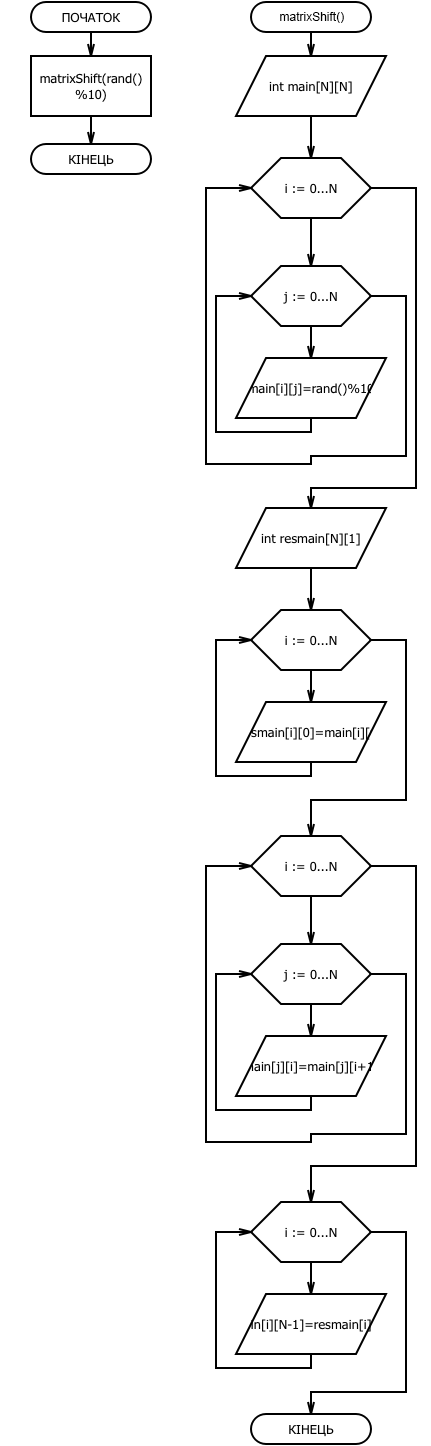 ПОЧАТОК
matrixShift(rand()
%10)
КІНЕЦЬ
matrixShift()
int main[N][N]
i := 0...N
j := 0...N
main[i][j]=rand()%10
int resmain[N][1]
i := 0...N
smain[i][0]=main[i][
i := 0...N
j := 0...N
main[j][i]=main[j][i+1
i := 0...N
in[i][N-1]=resmain[i]
КІНЕЦЬ